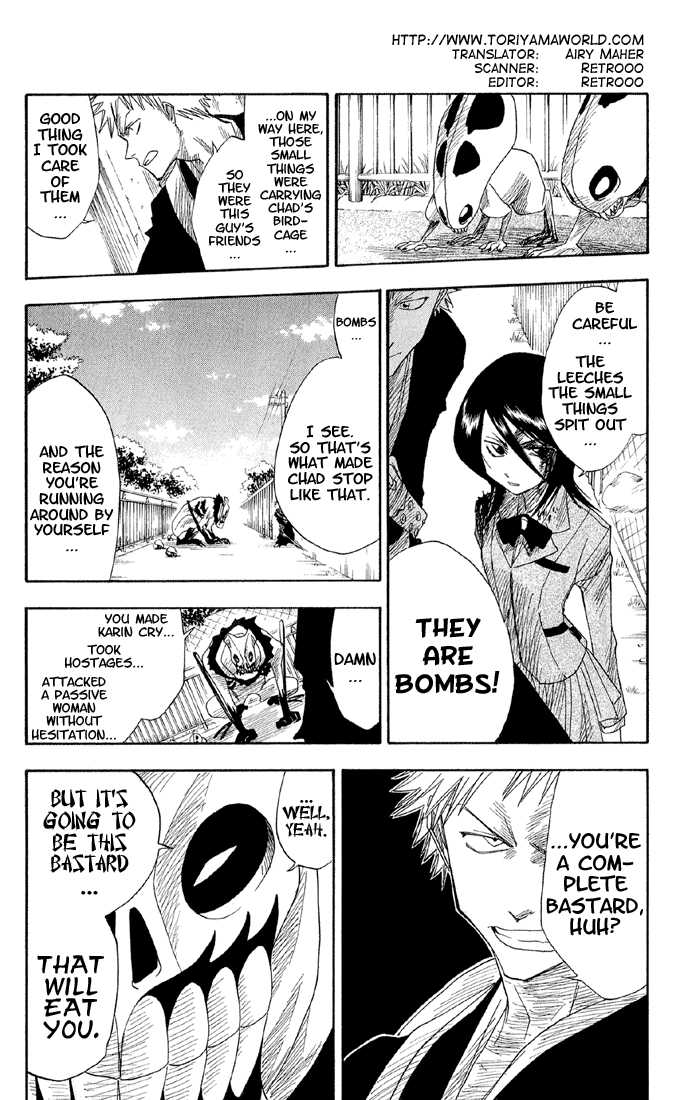 HTTP://WWW.TORIYAMAWORLD.COM
TRANSLATOR: AIRY MAHER
SCANNER: RETROOO
EDITOR: RETROOO
...ON MY
WAY HERE,
THOSE
SMALL
THINGS
WERE
CARRYING
CHAD'S
BIRD-
CAGE
...
SO
THEY
WERE
THIS
GUY'S
FRIENDS
...
GOOD
THING
I TOOK
CARE
OF
THEM
...
BE
CAREFUL
...
THE
LEECHES
THE SMALL
THINGS
SPIT OUT
...
THEY
ARE
BOMBS!
BOMBS
...
I SEE.
SO THAT'S
WHAT MADE
CHAD STOP
LIKE THAT.
AND THE
REASON
YOU'RE
RUNNING
AROUND BY
YOURSELF
...
DAMN
...
YOU MADE
KARIN CRY...
TOOK
HOSTAGES...
ATTACKED
A PASSIVE
WOMAN
WITHOUT
HESITATION...
...YOU'RE
A COM-
PLETE
BASTARD,
HUH?
...
WELL,
YEAH.
BUT IT'S
GOING TO
BE THIS
BASTARD
...
THAT
WILL
EAT
YOU.